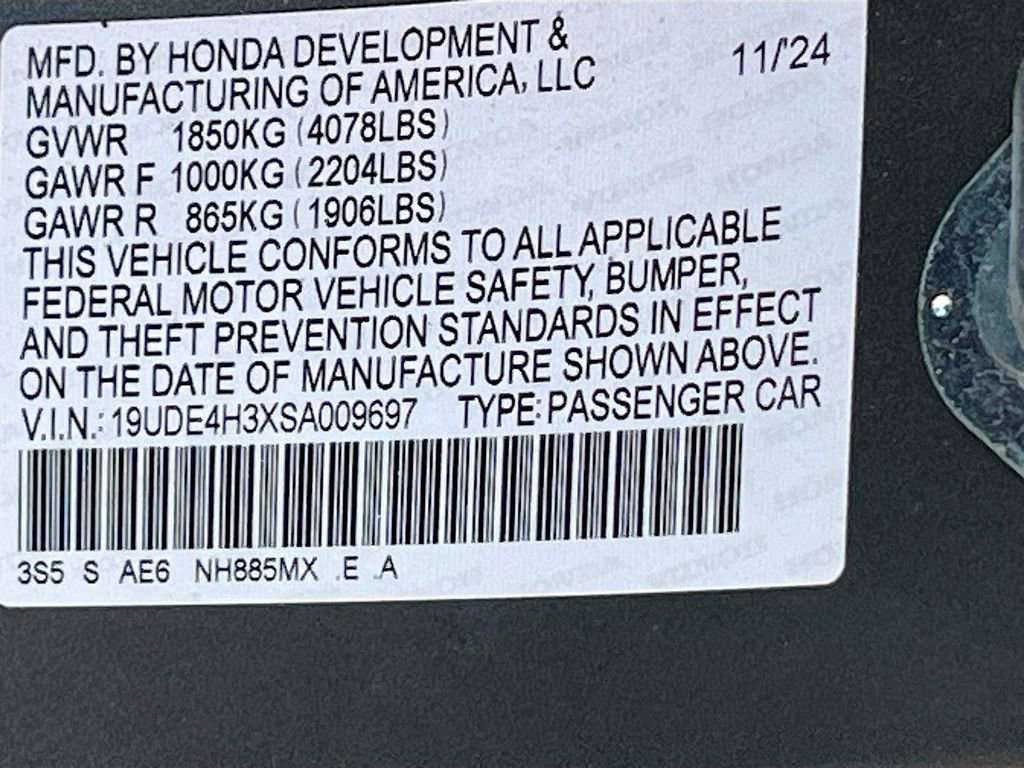 MFD. BY HONDA DEVELOPMENT &
MANUFACTURING OF AMERICA, LLC 11/'24
GVWR 1850KG (4078LBS)
GAWR F 1000KG (2204LBS)
GAWR R 865KG (1906LBS)
THIS VEHICLE CONFORMS TO ALL APPLICABLE
FEDERAL MOTOR VEHICLE SAFETY, BUMPER,
AND THEFT PREVENTION STANDARDS IN EFFECT
ON THE DATE OF MANUFACTURE SHOWN ABOVE.
V.I.N.: 19UDE4H3XSA009697 TYPE: PASSENGER CAR
3S5 S AE6 NH885MX .E .A